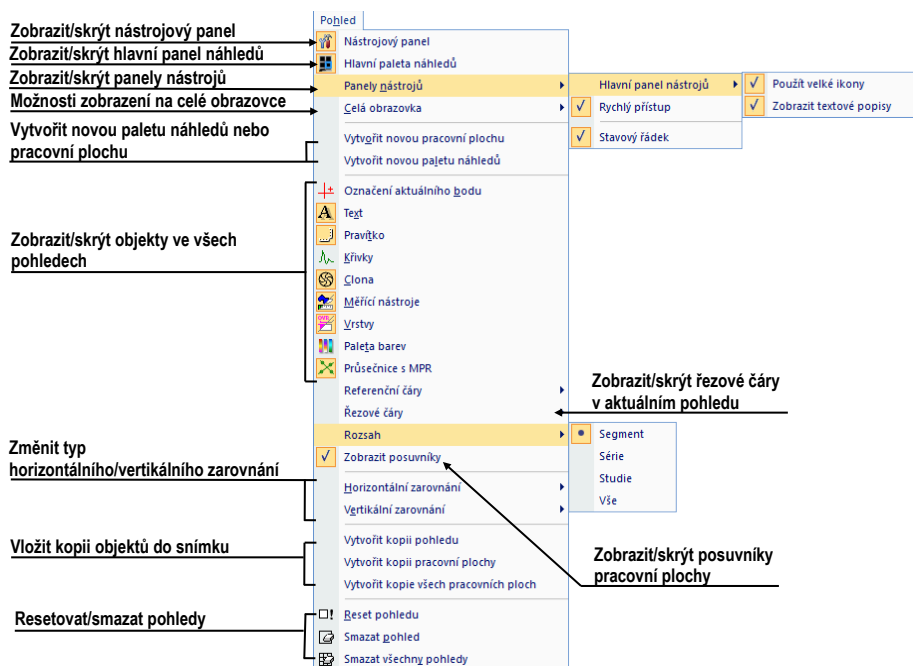 Pohled
Zobrazit/skrýt nástrojový panel
Zobrazit/skrýt hlavní panel náhledů
Zobrazit/skrýt panely nástrojů
Možnosti zobrazení na celé obrazovce
Vytvořit novou paletu náhledů nebo
pracovní plochu
Zobrazit/skrýt objekty ve všech
pohledech
Změnit typ
horizontálního/vertikálního zarovnání
Vložit kopii objektů do snímku
Resetovat/smazat pohledy
Nástrojový panel
Hlavní paleta náhledů
Panely nástrojů
Celá obrazovka
Vytvořit novou pracovní plochu
Vytvořit novou paletu náhledů
Označení aktuálního bodu
Text
Pravítko
Křivky
Clona
Měřící nástroje
Vrstvy
Paleta barev
Průsečnice s MPR
Referenční čáry
Řezové čáry
Rozsah
Zobrazit posuvníky
Horizontální zarovnání
Vertikální zarovnání
Vytvořit kopii pohledu
Vytvořit kopii pracovní plochy
Vytvořit kopie všech pracovních ploch
Reset pohledu
Smazat pohled
Smazat všechny pohledy
Hlavní panel nástrojů
Rychlý přístup
Stavový řádek
Použít velké ikony
Zobrazit textové popisy
Zobrazit/skrýt řezové čáry
v aktuálním pohledu
Segment
Série
Studie
Vše
Zobrazit/skrýt posuvníky
pracovní plochy